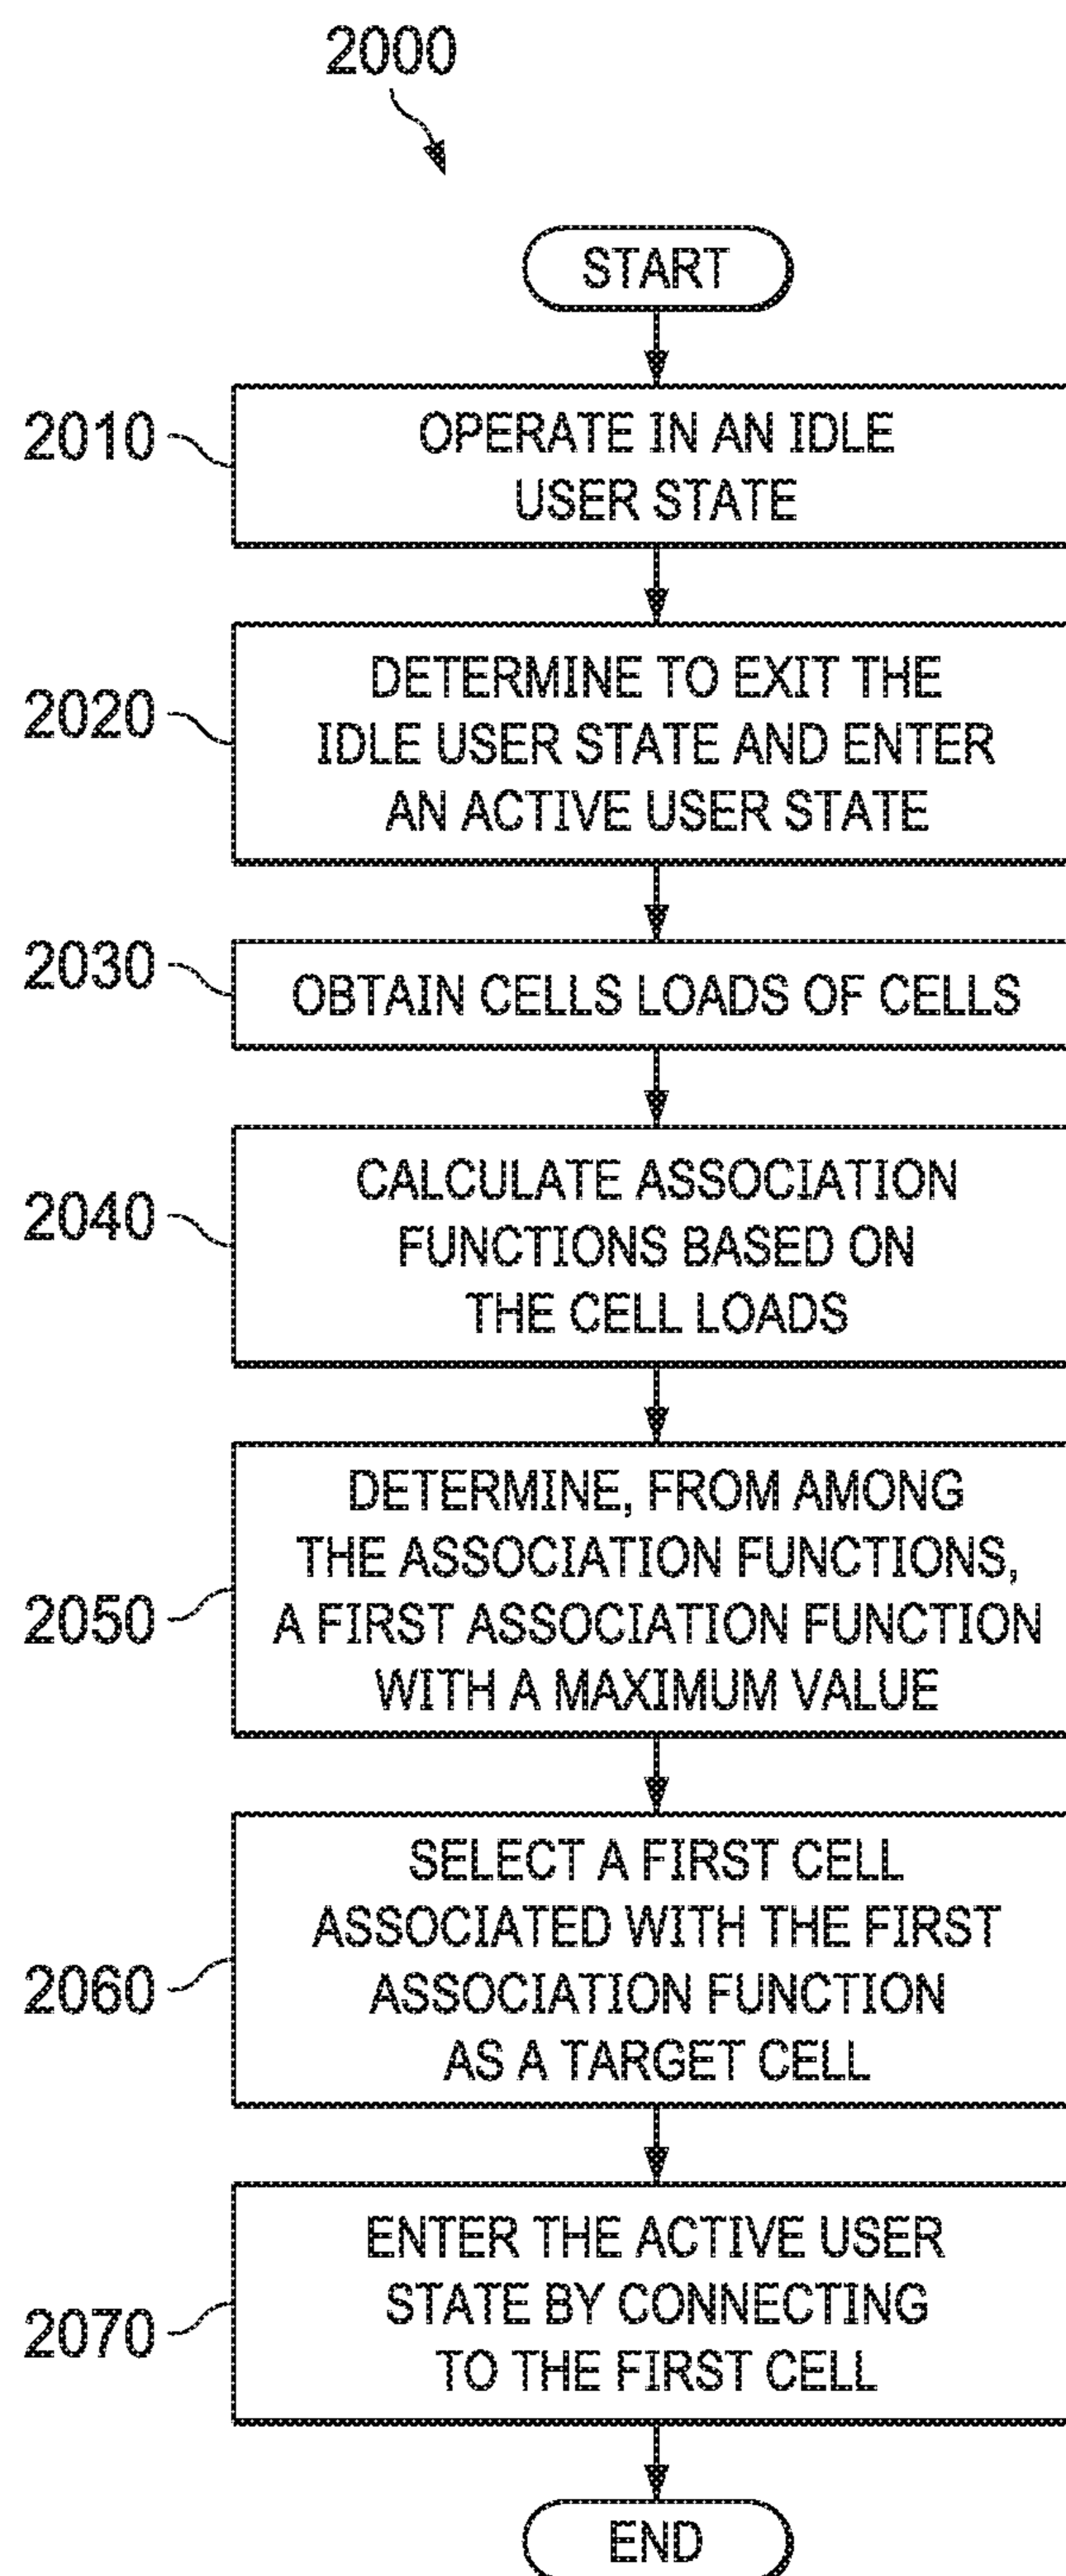 2000
START
2010
OPERATE IN AN IDLE
USER STATE
2020
DETERMINE TO EXIT THE
IDLE USER STATE AND ENTER
AN ACTIVE USER STATE
2030
OBTAIN CELLS LOADS OF CELLS
2040
CALCULATE ASSOCIATION
FUNCTIONS BASED ON
THE CELL LOADS
2050
DETERMINE, FROM AMONG
THE ASSOCIATION FUNCTIONS,
A FIRST ASSOCIATION FUNCTION
WITH A MAXIMUM VALUE
2060
SELECT A FIRST CELL
ASSOCIATED WITH THE FIRST
ASSOCIATION FUNCTION
AS A TARGET CELL
2070
ENTER THE ACTIVE USER
STATE BY CONNECTING
TO THE FIRST CELL
END